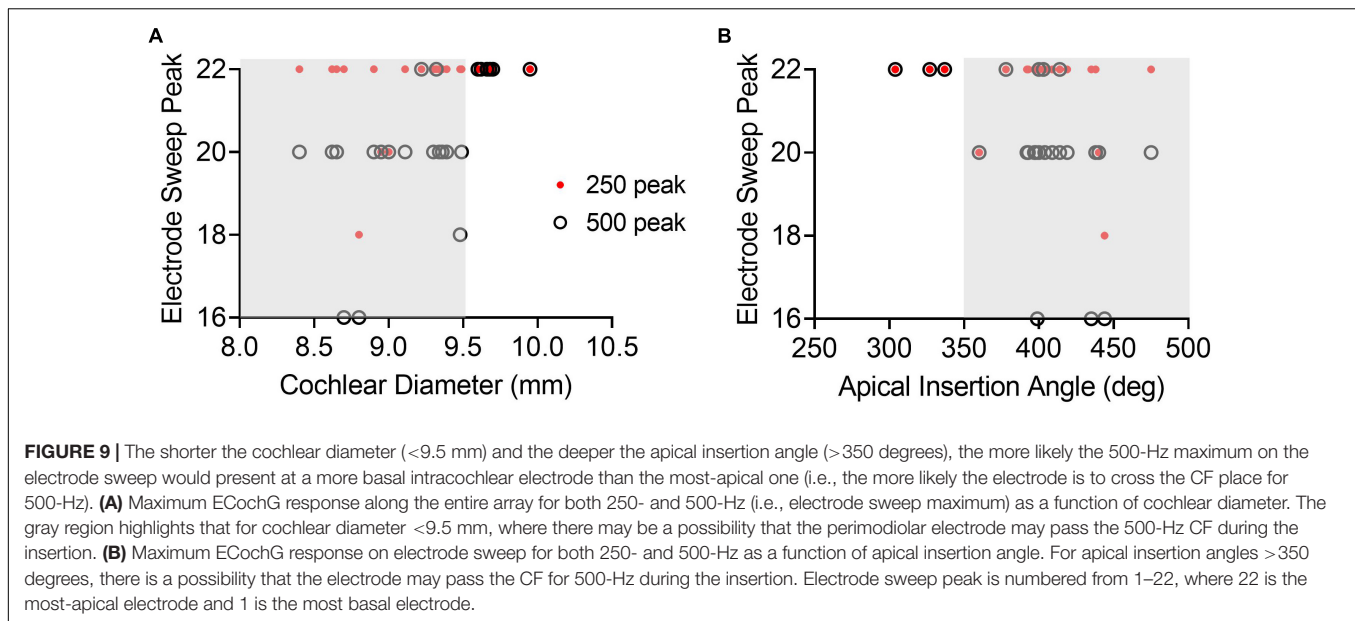 A
Electrode Sweep Peak
22
20
18
16
8.0 8.5 9.0 9.5 10.0 10.5
Cochlear Diameter (mm)
250 peak
500 peak
B
Electrode Sweep Peak
22
20
18
16
250 300 350 400 450 500
Apical Insertion Angle (deg)
FIGURE 9 | The shorter the cochlear diameter (<9.5 mm) and the deeper the apical insertion angle (>350 degrees), the more likely the 500-Hz maximum on the
electrode sweep would present at a more basal intracochlear electrode than the most-apical one (i.e., the more likely the electrode is to cross the CF place for
500-Hz). (A) Maximum ECochG response along the entire array for both 250- and 500-Hz (i.e., electrode sweep maximum) as a function of cochlear diameter. The
gray region highlights that for cochlear diameter <9.5 mm, where there may be a possibility that the perimodiolar electrode may pass the 500-Hz CF during the
insertion. (B) Maximum ECochG response on electrode sweep for both 250- and 500-Hz as a function of apical insertion angle. For apical insertion angles >350
degrees, there is a possibility that the electrode may pass the CF for 500-Hz during the insertion. Electrode sweep peak is numbered from 1–22, where 22 is the
most-apical electrode and 1 is the most basal electrode.